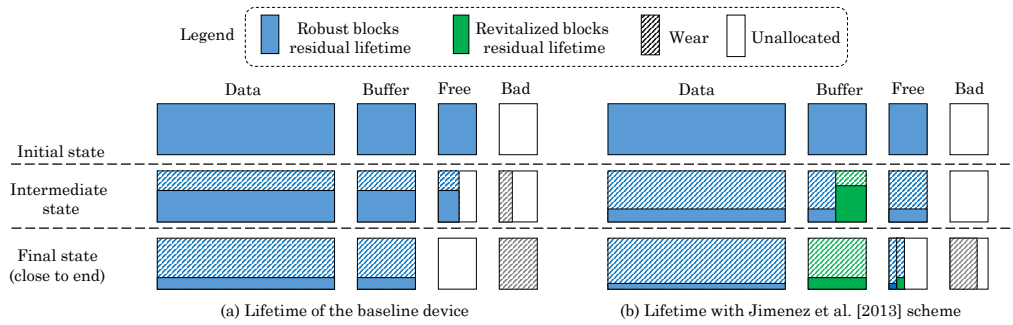 Legend
Robust blocks
residual lifetime
Revitalized blocks
residual lifetime
Wear
Unallocated
Data
Buffer
Free
Bad
Data
Buffer
Free
Bad
Initial state
Intermediate
state
Final state
(close to end)
(a) Lifetime of the baseline device
(b) Lifetime with Jimenez et al. [2013] scheme